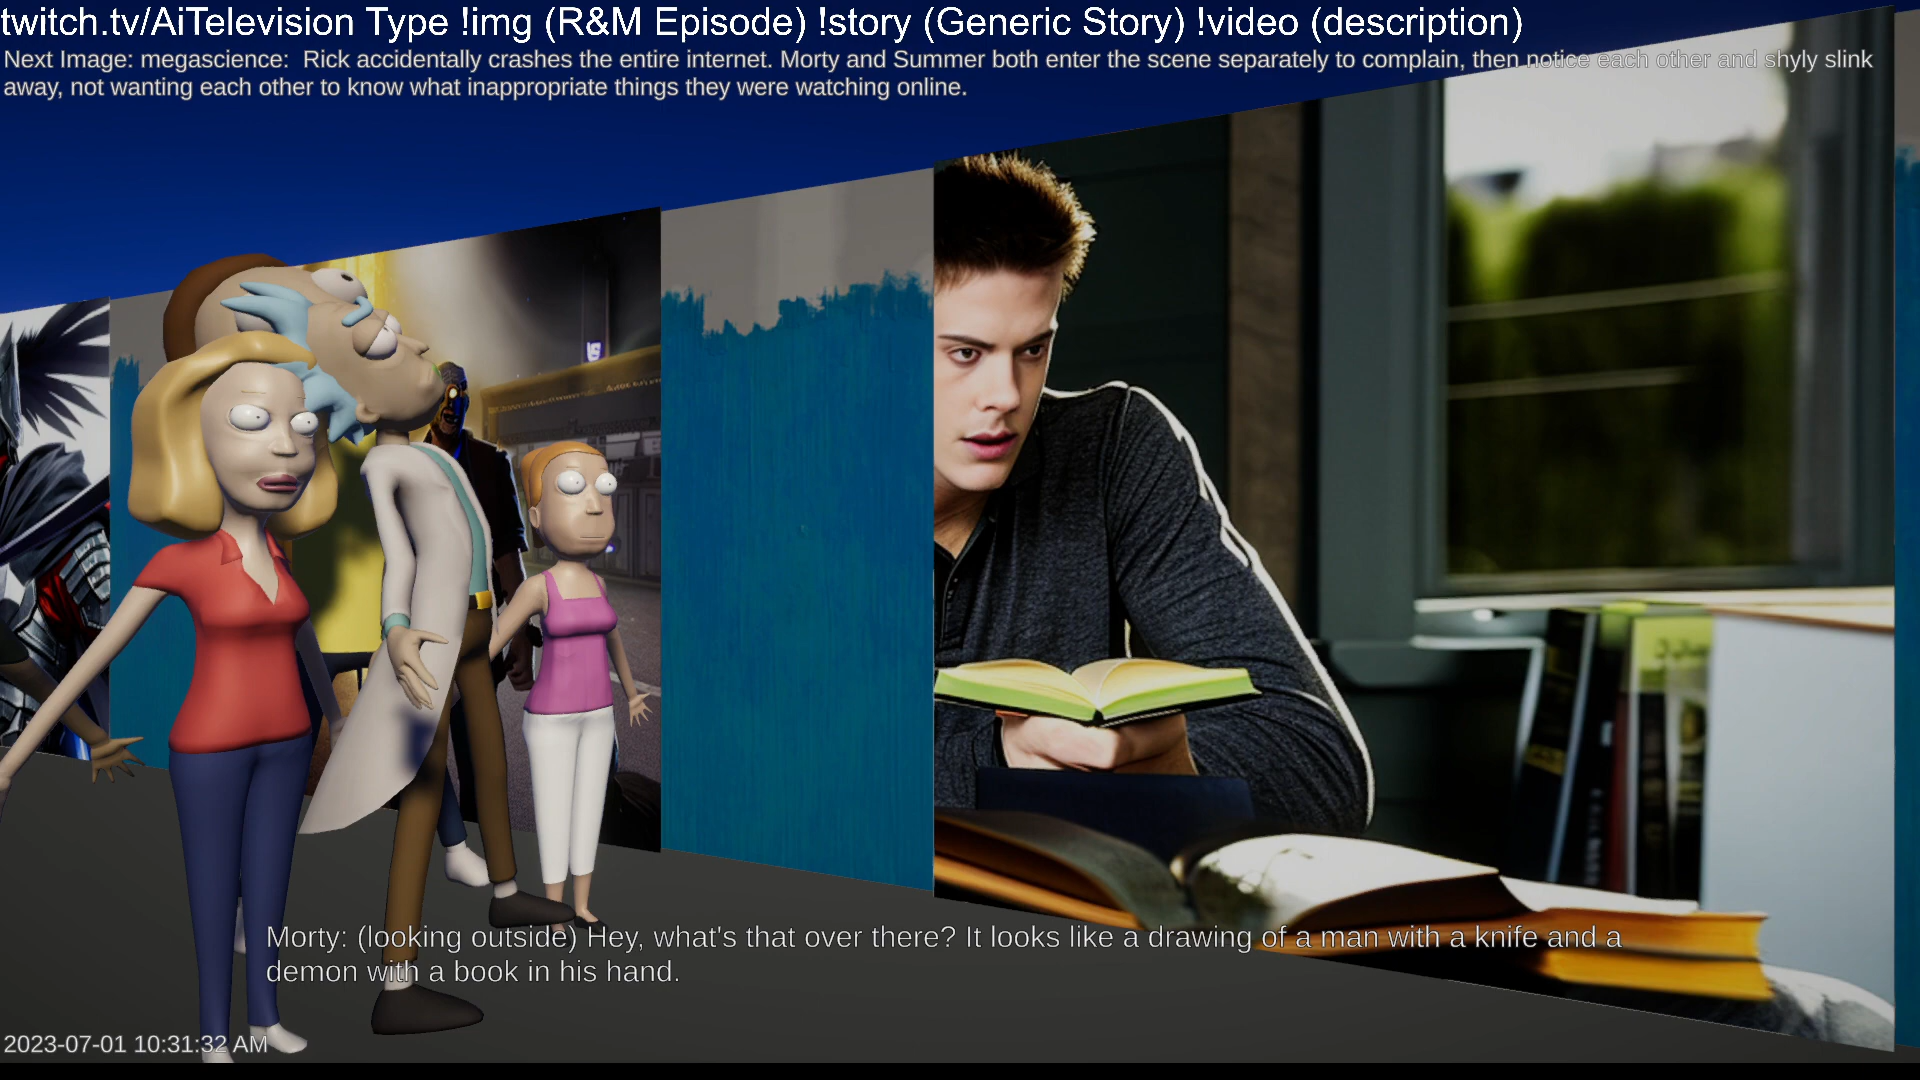 twitch.tv/AiTelevision Type !img (R&M Episode) !story (Generic Story) !video (description)
Next Image: megascience:  Rick accidentally crashes the entire internet. Morty and Summer both enter the scene separately to complain, then notice each other and shyly slink
away, not wanting each other to know what inappropriate things they were watching online.
Morty: (looking outside) Hey, what's that over there? It looks like a drawing of a man with a knife and a
demon with a book in his hand.
2023-07-01 10:31:32 AM